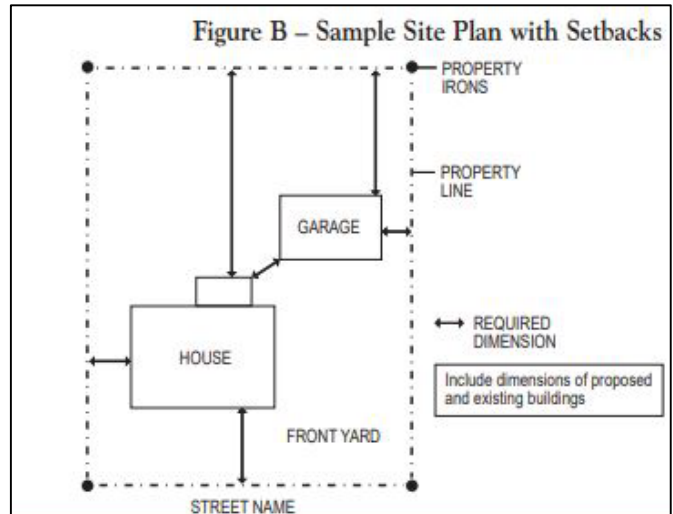 Figure B – Sample Site Plan with Setbacks
PROPERTY
IRONS
PROPERTY
LINE
GARAGE
REQUIRED
DIMENSION
HOUSE
Include dimensions of proposed
and existing buildings
FRONT YARD
STREET NAME